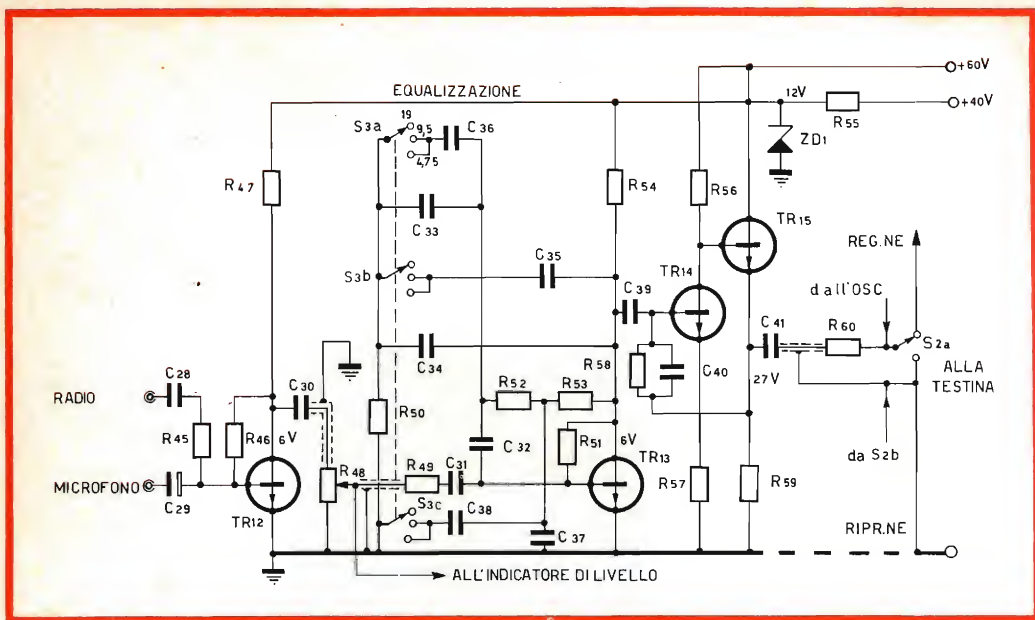 EQUALIZZAZIONE
+60V
+40V
12V
R55
ZD1
S3a
19
9,5
4,75
C36
R47
C33
R54
R56
TR15
S3b
C35
TR14
REG.NE
C39
dall'OSC
C41
R60
S2a
C34
R58
C40
27V
ALLA
TESTINA
C28
RADIO
C30
R50
R52
R53
R45
R46
6V
C32
R51
6V
TR13
da S2b
MICROFONO
C29
R48
R49
C31
R57
R59
TR12
S3c
C38
C37
RIPR.NE
ALL'INDICATORE DI LIVELLO